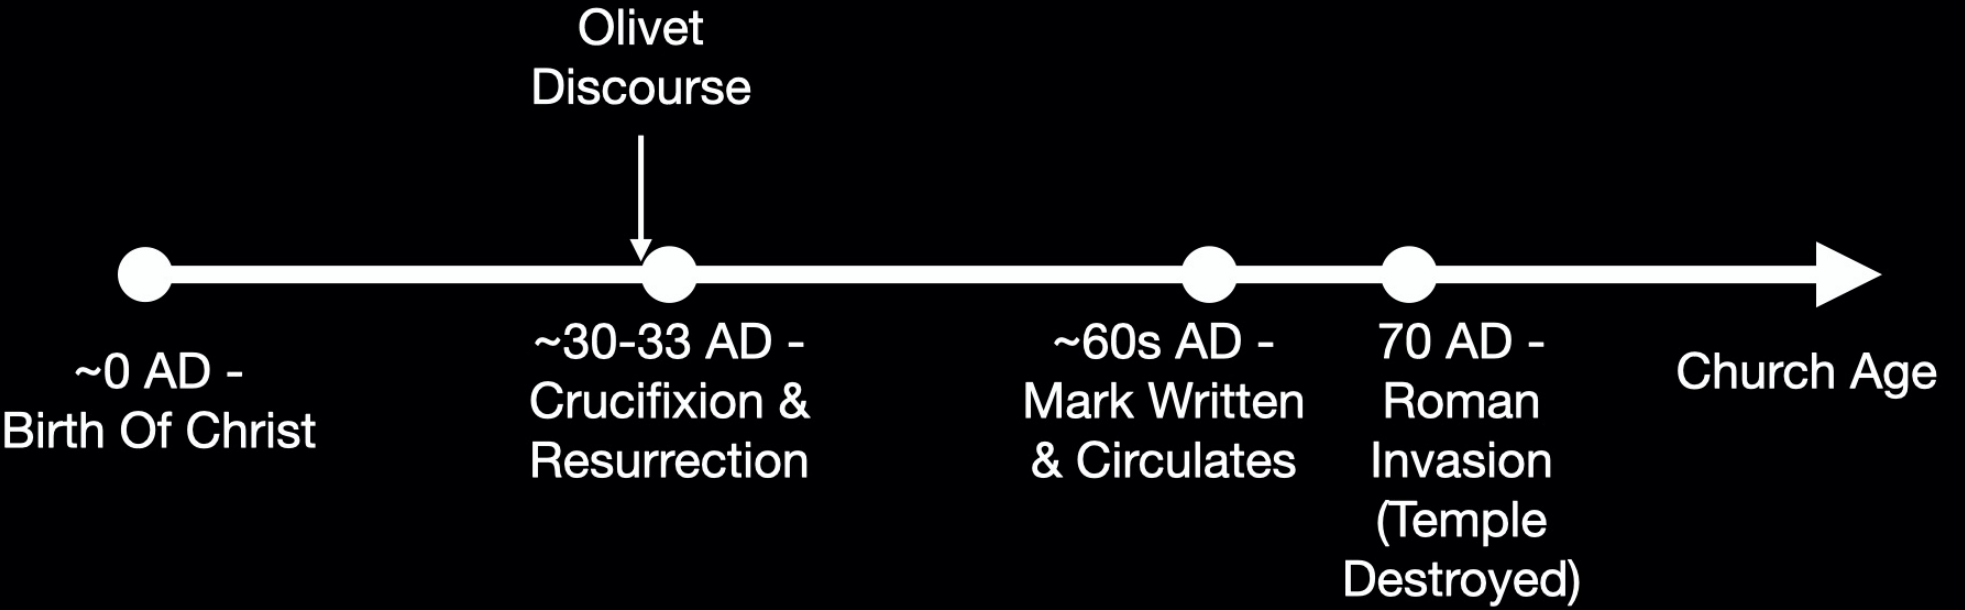 Olivet
Discourse
~0 AD -
Birth Of Christ
~30-33 AD -
Crucifixion &
Resurrection
~60s AD -
Mark Written
& Circulates
70 AD -
Roman
Invasion
(Temple
Destroyed)
Church Age